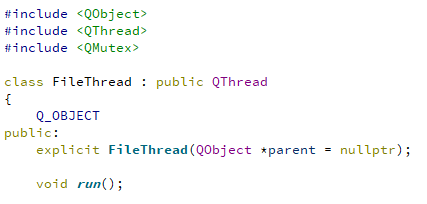 #include <QObject>
#include <QThread>
#include <QMutex>

class FileThread : public QThread
{
    Q_OBJECT
public:
    explicit FileThread(QObject *parent = nullptr);

    void run();